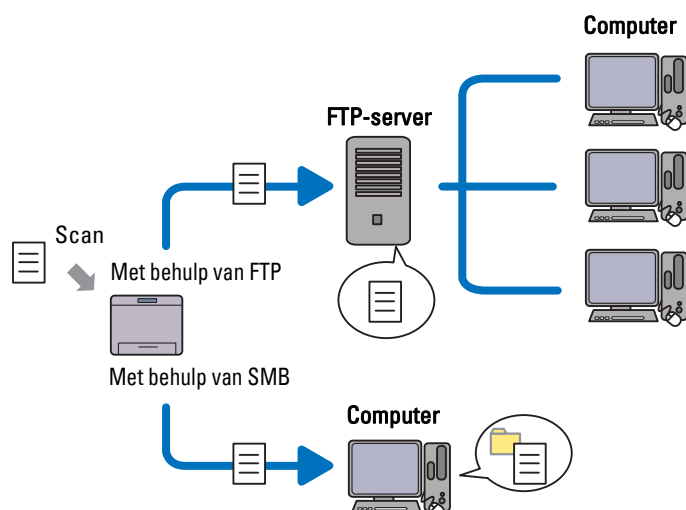 Computer
FTP-server
Scan
Met behulp van FTP
Met behulp van SMB
Computer